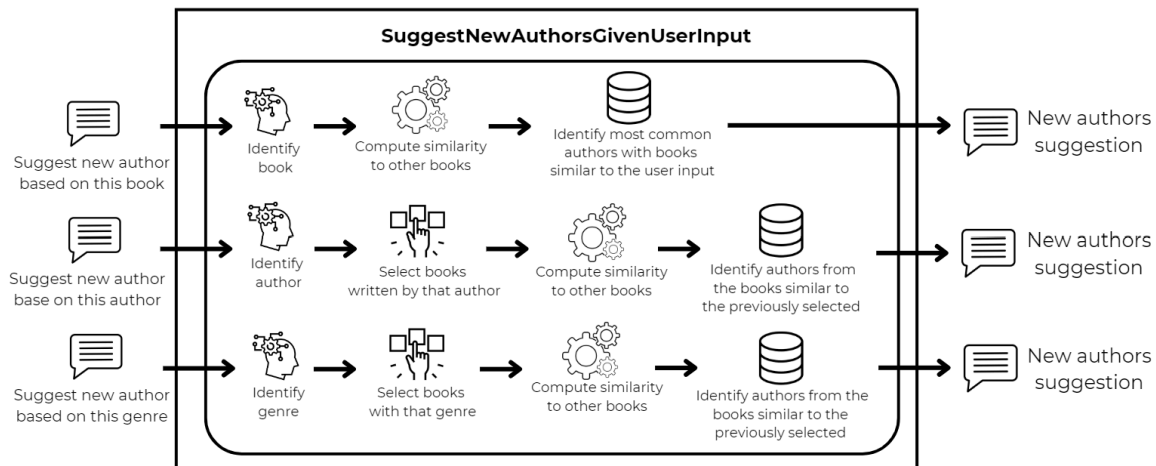 SuggestNewAuthorsGivenUserInput
Suggest new author
based on this book
Identify
book
Compute similarity
to other books
Identify most common
authors with books
similar to the user input
New authors
suggestion
Suggest new author
base on this author
Identify
author
Select books
written by that author
Compute similarity
to other books
Identify authors from
the books similar to
the previously selected
New authors
suggestion
Suggest new author
based on this genre
Identify
genre
Select books
with that genre
Compute similarity
to other books
Identify authors from the
books similar to the
previously selected
New authors
suggestion